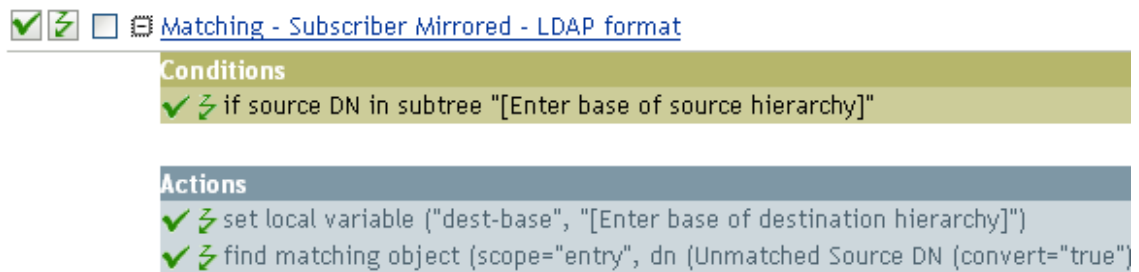 Matching - Subscriber Mirrored - LDAP format
Conditions
if source DN in subtree "[Enter base of source hierarchy]"
Actions
set local variable ("dest-base", "[Enter base of destination hierarchy]")
find matching object (scope="entry", dn (Unmatched Source DN (convert="true")